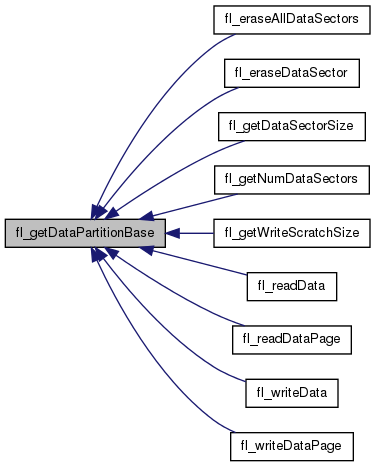 fl_eraseAllDataSectors
fl_eraseDataSector
fl_getDataSectorSize
fl_getNumDataSectors
fl_getDataPartitionBase
fl_getWriteScratchSize
fl_readData
fl_readDataPage
fl_writeData
fl_writeDataPage